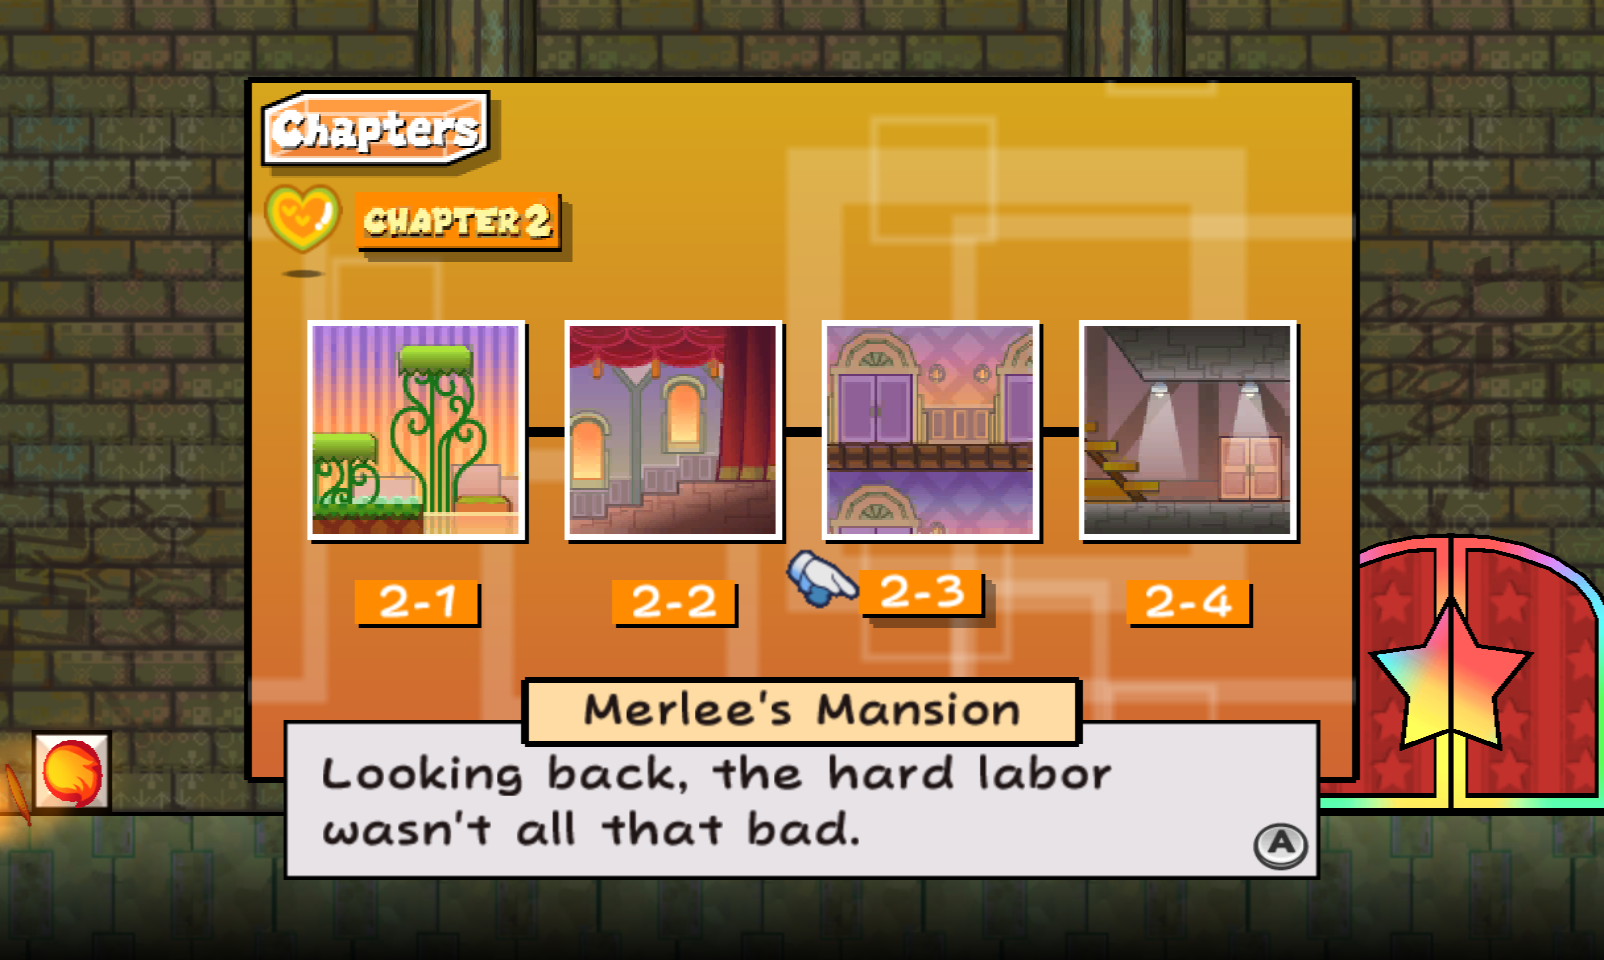 Chapters
CHAPTER 2
2-1
2-2
2-3
2-4
Merlee's Mansion
Looking back, the hard labor
wasn't all that bad.
A